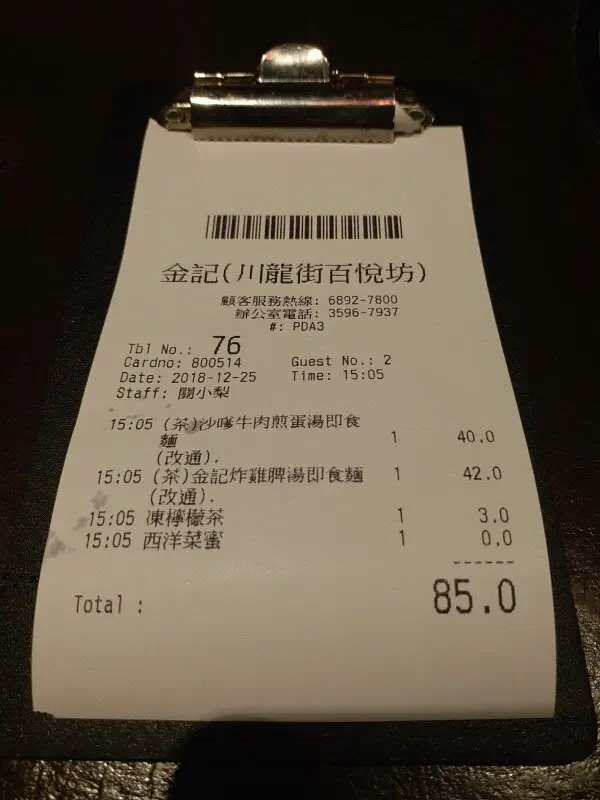 金記(川龍街百悅坊)
顧客服務熱線: 6892-7800
辦公室電話: 3596-7937
#: PDA3
Tbl No.: 76
Cardno: 800514 Guest No.: 2
Date: 2018-12-25 Time: 15:05
Staff: 關小梨
15:05 (茶)沙嗲牛肉煎蛋湯即食 1 40.0
麵
(改通).
15:05 (茶)金記炸雞脾湯即食麵 1 42.0
(改通).
15:05 凍檸檬茶 1 3.0
15:05 西洋菜蜜 1 0.0
------
Total : 85.0